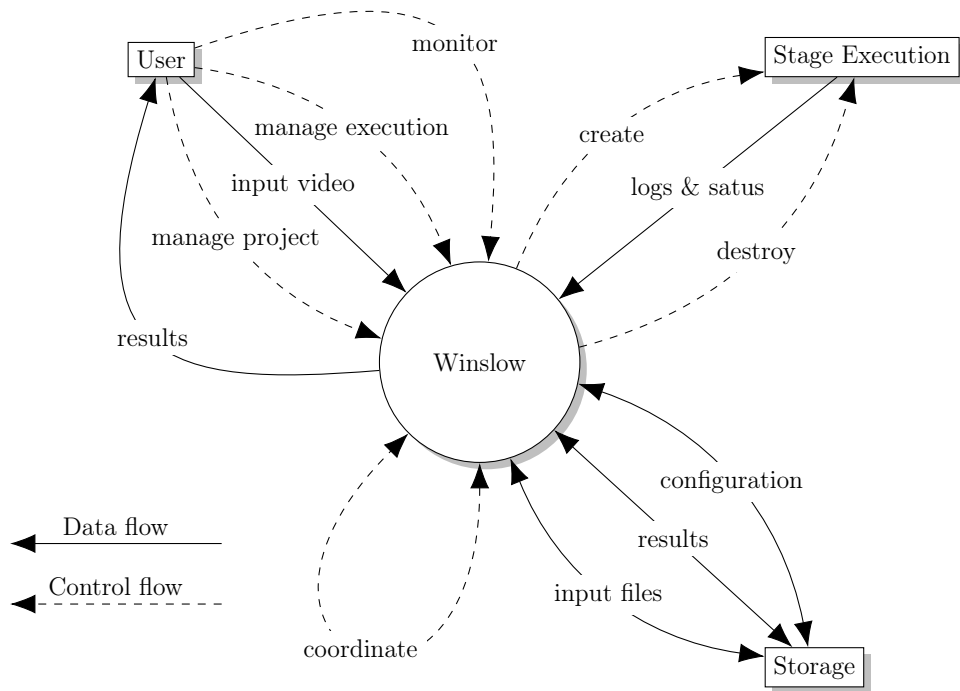 User
monitor
Stage Execution
manage execution
create
input video
logs & satus
manage project
destroy
results
Winslow
configuration
Data flow
results
Control flow
input files
coordinate
Storage